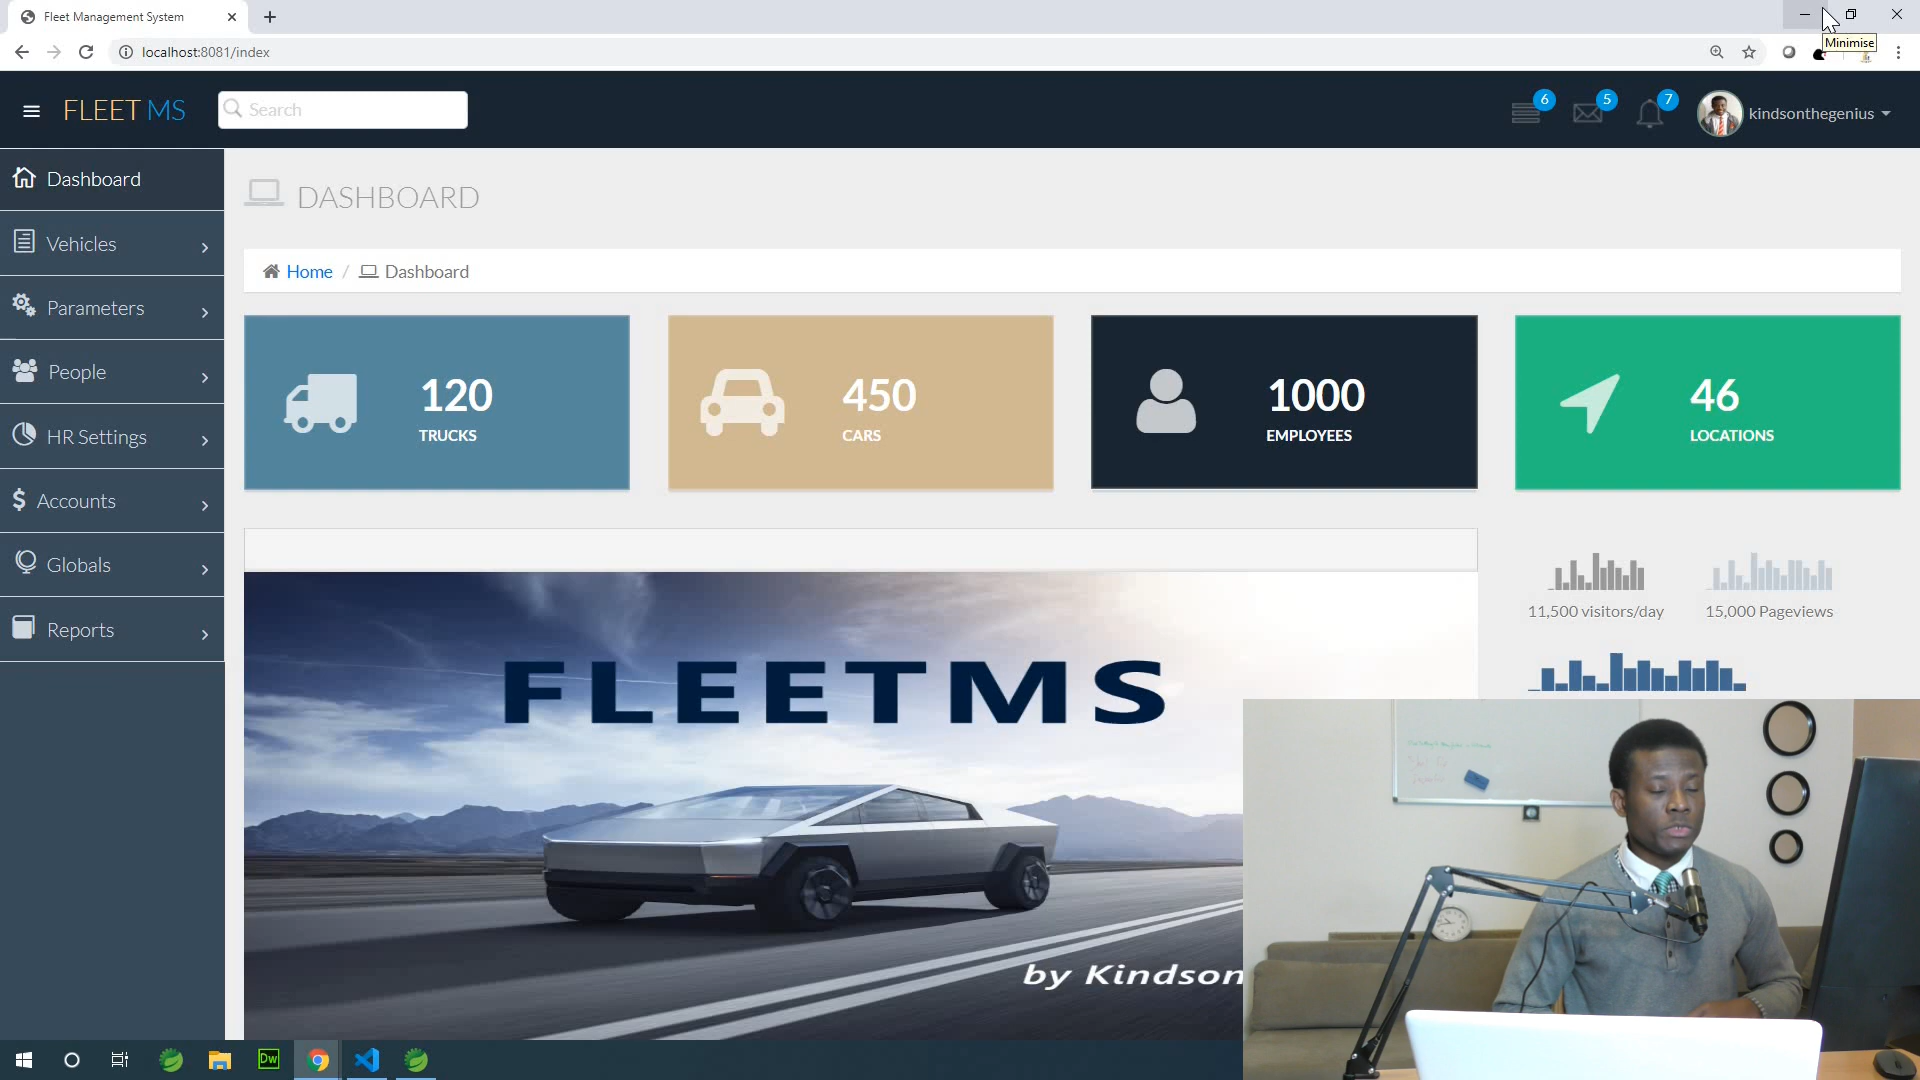 Fleet Management System
localhost:8081/index
Minimise
FLEET MS
Search
6
5
7
kindsonthegenius
Dashboard
Vehicles
Parameters
People
HR Settings
Accounts
Globals
Reports
DASHBOARD
Home / Dashboard
120
TRUCKS
450
CARS
1000
EMPLOYEES
46
LOCATIONS
11,500 visitors/day
15,000 Pageviews
FLEETMS
by Kindson
Dw